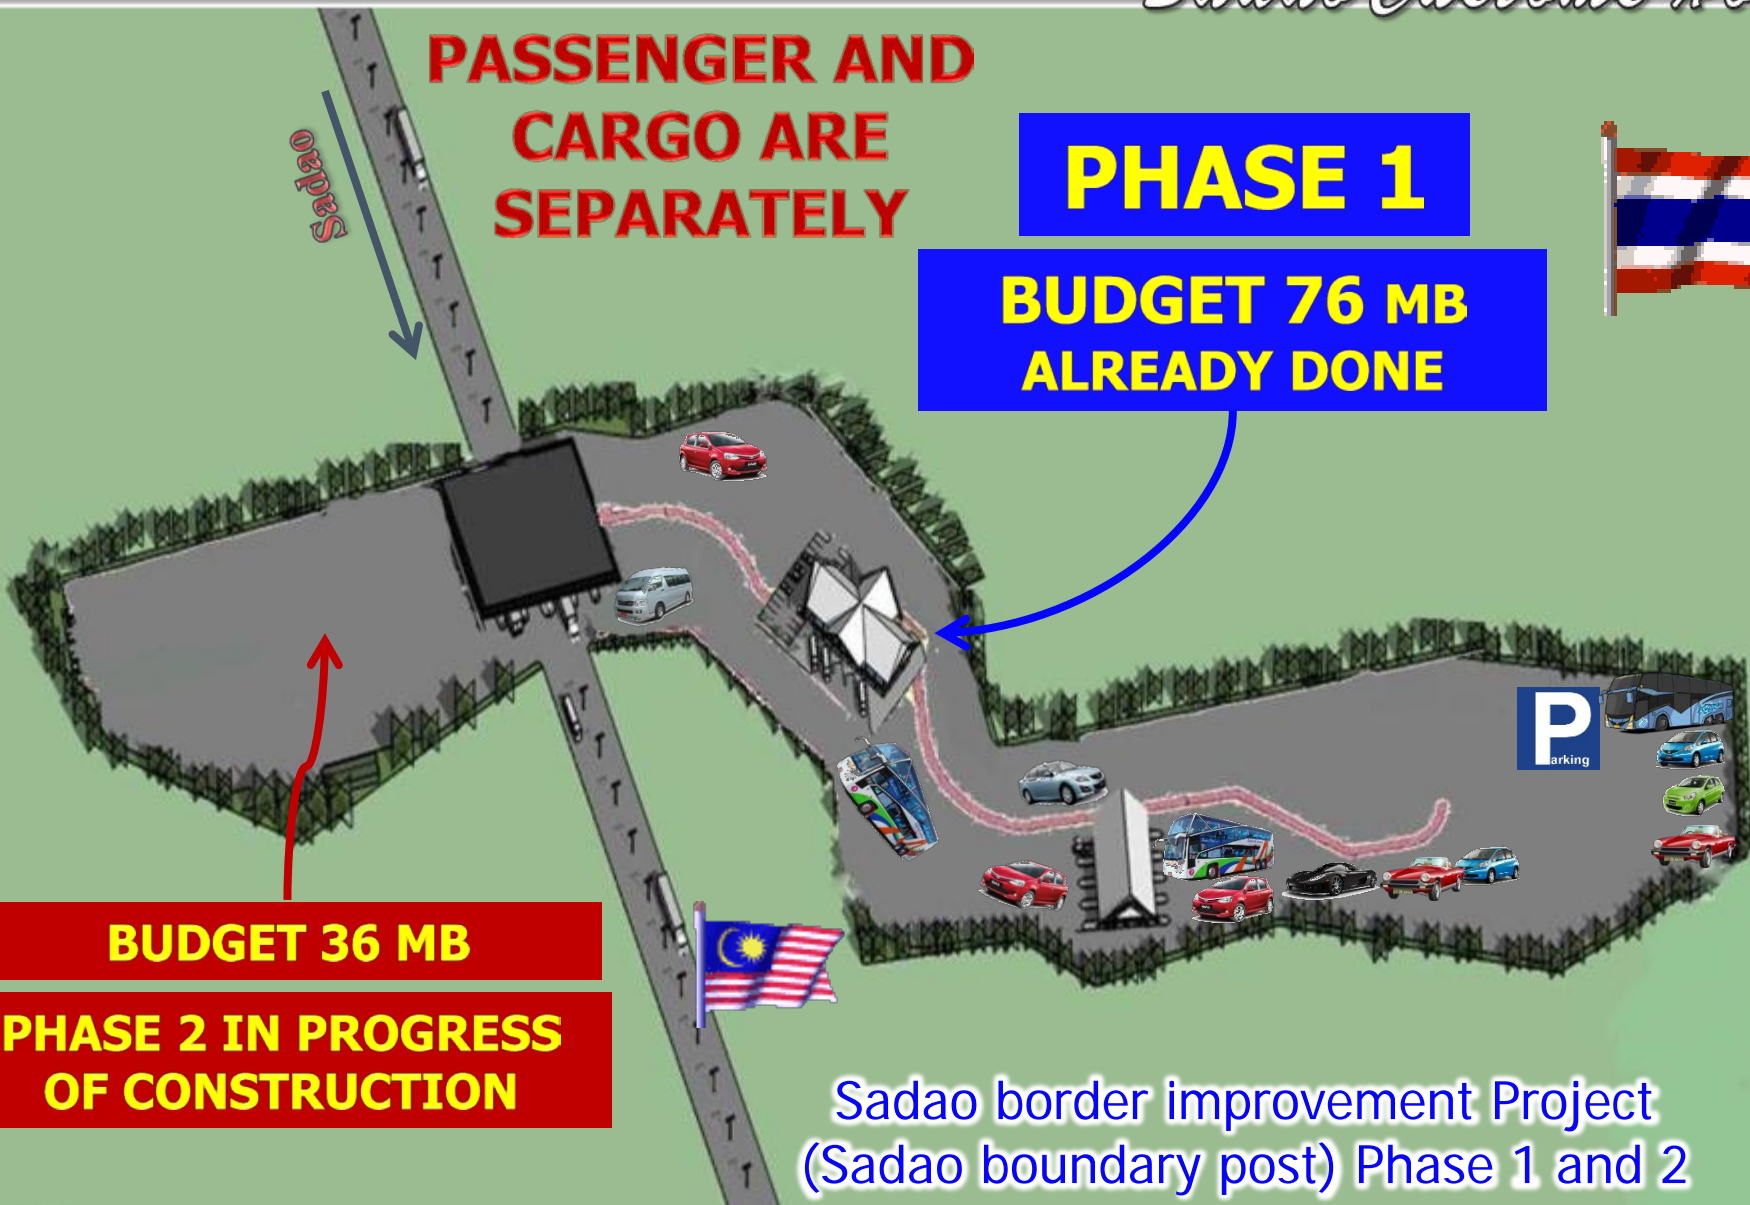 PASSENGER AND
CARGO ARE
SEPARATELY
Sadao
PHASE 1
BUDGET 76 MB
ALREADY DONE
P
arking
BUDGET 36 MB
PHASE 2 IN PROGRESS
OF CONSTRUCTION
Sadao border improvement Project
(Sadao boundary post) Phase 1 and 2